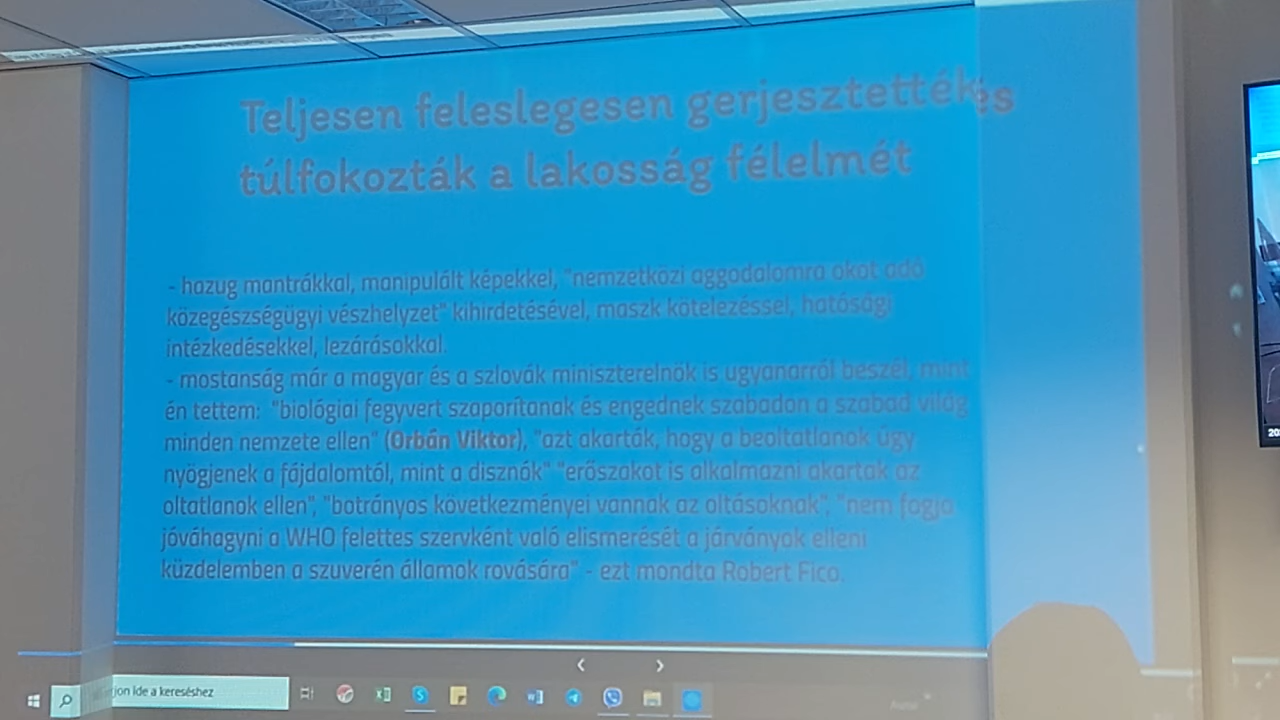 Teljesen feleslegesen gerjesztették és
túlfokozták a lakosság félelmét
- hazug mantrákkal, manipulált képekkel, "nemzetközi aggodalomra okot adó
közegészségügyi vészhelyzet" kihirdetésével, maszk kötelezéssel, hatósági
intézkedésekkel, lezárásokkal.
- mostanság már a magyar és a szlovák miniszterelnök is ugyanarról beszél, mint
én tettem: "biológiai fegyvert szaporítanak és engednek szabadon a szabad világ
minden nemzete ellen" (Orbán Viktor), "azt akarták, hogy a beoltatlanok úgy
nyögjenek a fájdalomtól, mint a disznók" "erőszakot is alkalmazni akartak az
oltatlanok ellen", "botrányos következményei vannak az oltásoknak", "nem fogja
jóváhagyni a WHO felettes szervként való elismerését a járványok elleni
küzdelemben a szuverén államok rovására" - ezt mondta Robert Fico.
jon ide a kereséshez